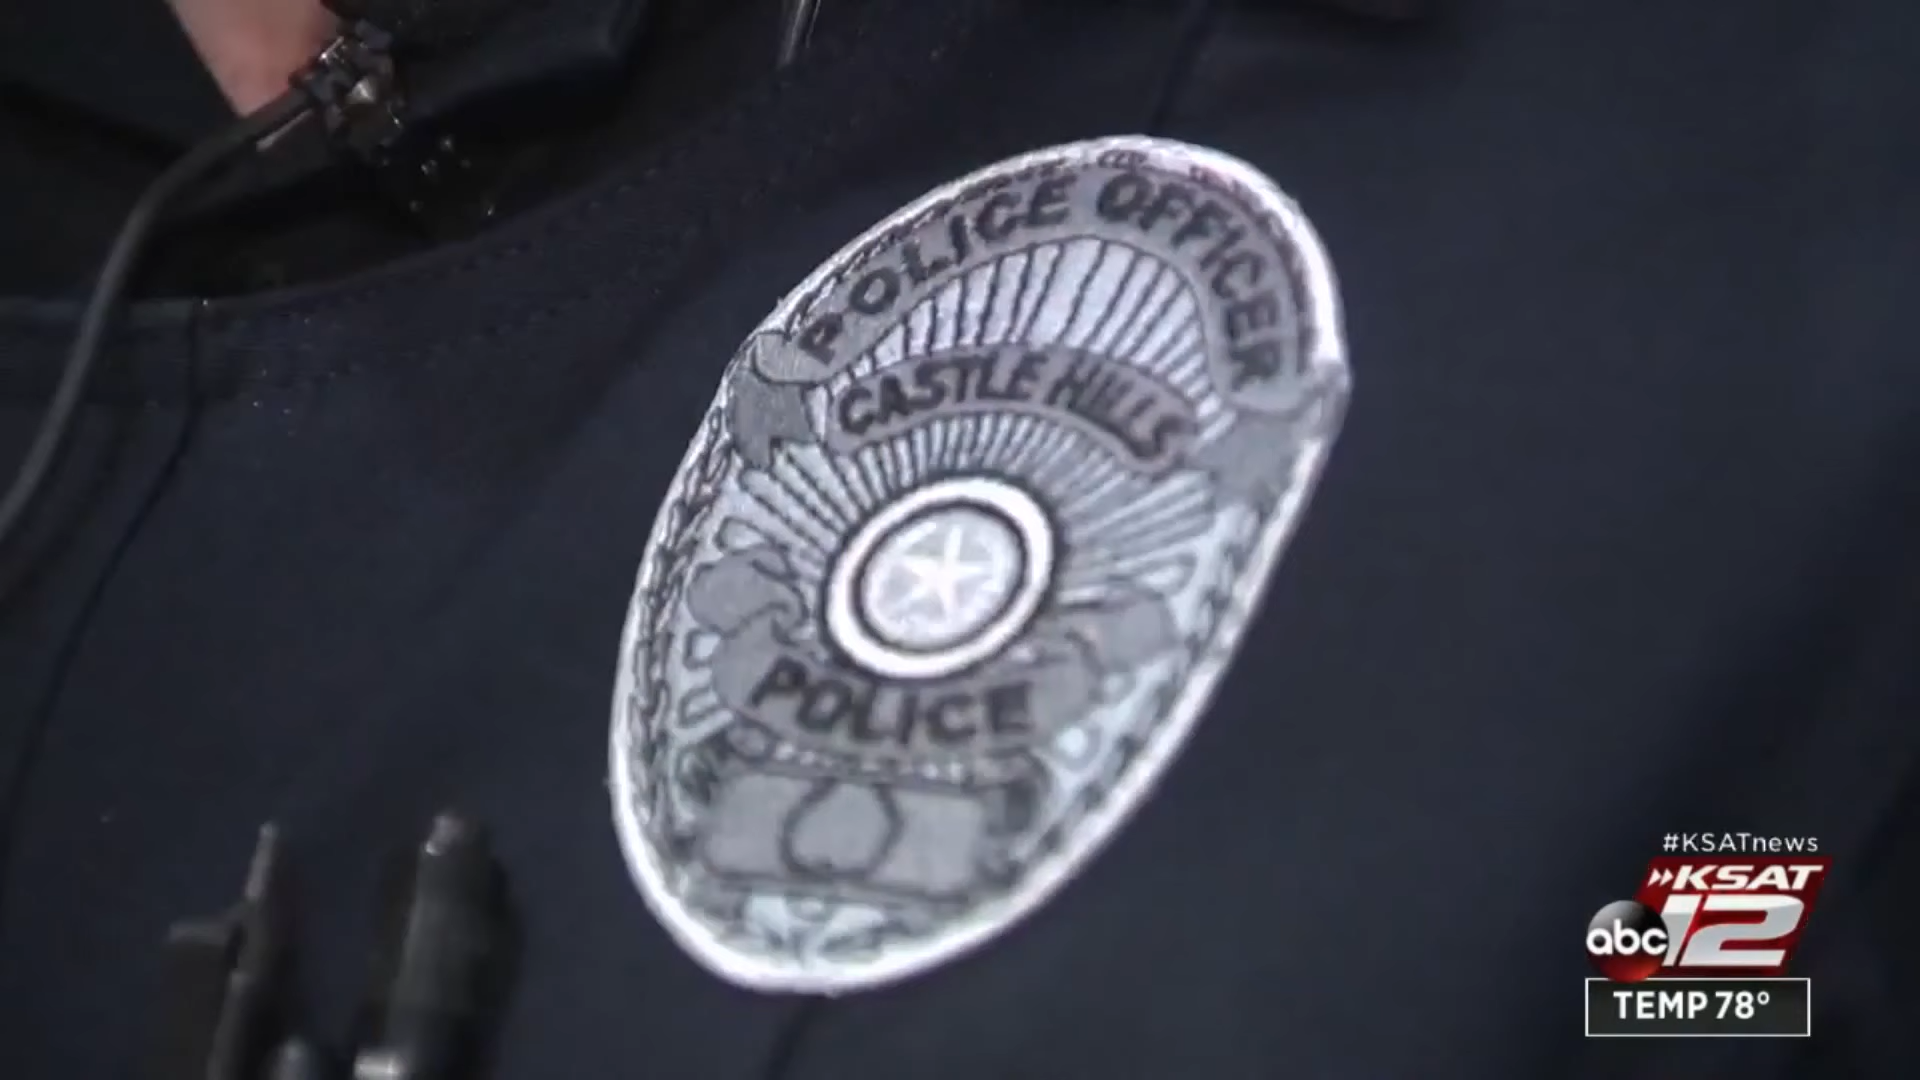 POLICE OFFICER
CASTLE HILLS
POLICE
#KSATnews
KSAT
abc 12
TEMP 78°